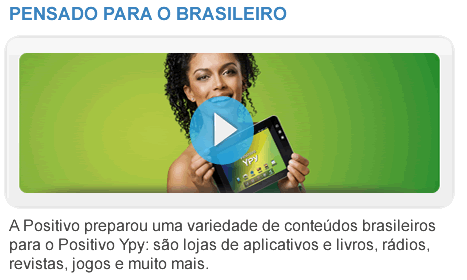 PENSADO PARA O BRASILEIRO
Ypy
A Positivo preparou uma variedade de conteúdos brasileiros
para o Positivo Ypy: são lojas de aplicativos e livros, rádios,
revistas, jogos e muito mais.